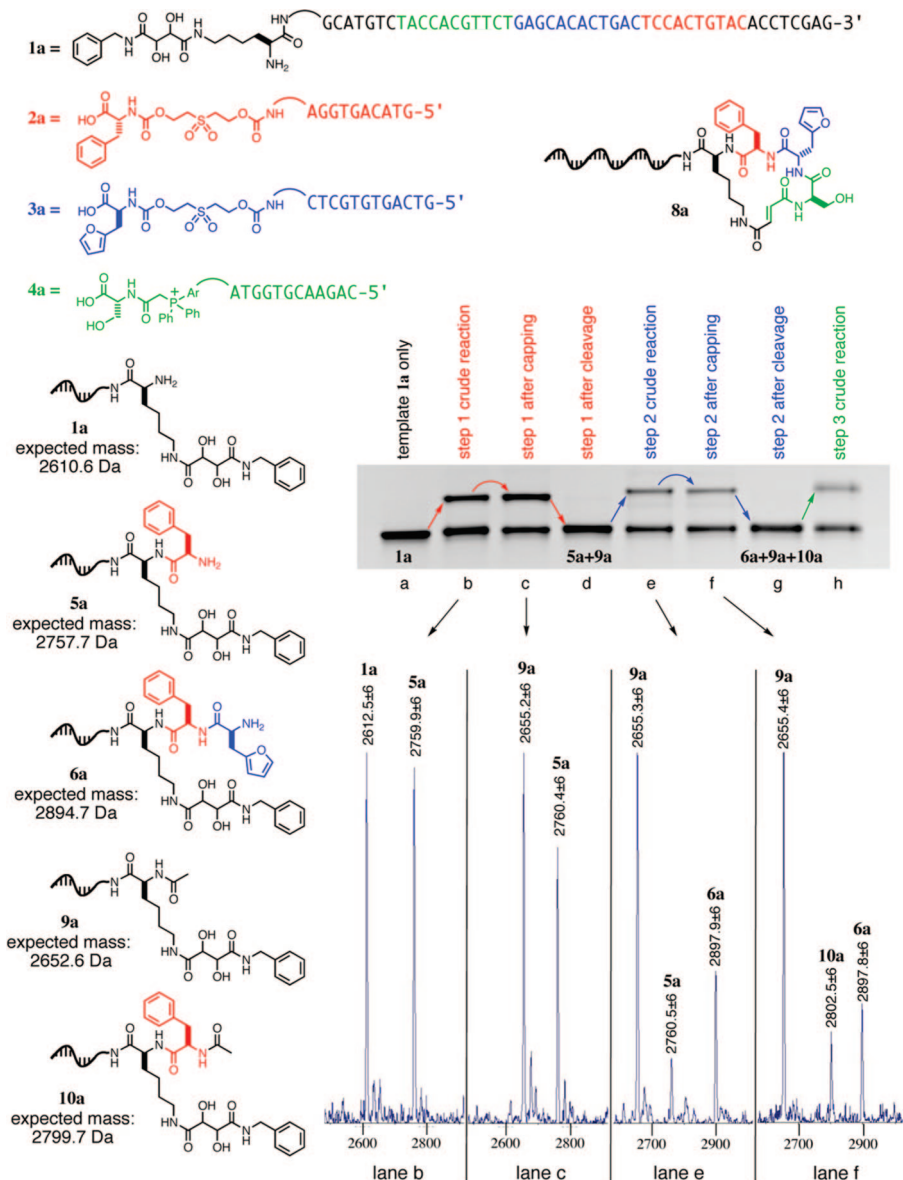 1a = GCATGTCTACCACGTTCTGAGCACACTGACTCCACTGTACACCTCGAG-3'
2a = AGGTGACATG-5'
3a = CTCGTGTGACTG-5'
4a = ATGGTGCAAGAC-5'
8a
1a
expected mass:
2610.6 Da
5a
expected mass:
2757.7 Da
6a
expected mass:
2894.7 Da
9a
expected mass:
2652.6 Da
10a
expected mass:
2799.7 Da
template 1a only
step 1 crude reaction
step 1 after capping
step 1 after cleavage
step 2 crude reaction
step 2 after capping
step 2 after cleavage
step 3 crude reaction
1a 5a+9a 6a+9a+10a
a b c d e f g h
1a
2612.5±6
5a
2759.9±6
9a
2655.2±6
5a
2760.4±6
9a
2655.3±6
5a
2760.5±6
6a
2897.9±6
9a
2655.4±6
10a
2802.5±6
6a
2897.8±6
2600 2800 2600 2800 2700 2900 2700 2900
lane b lane c lane e lane f